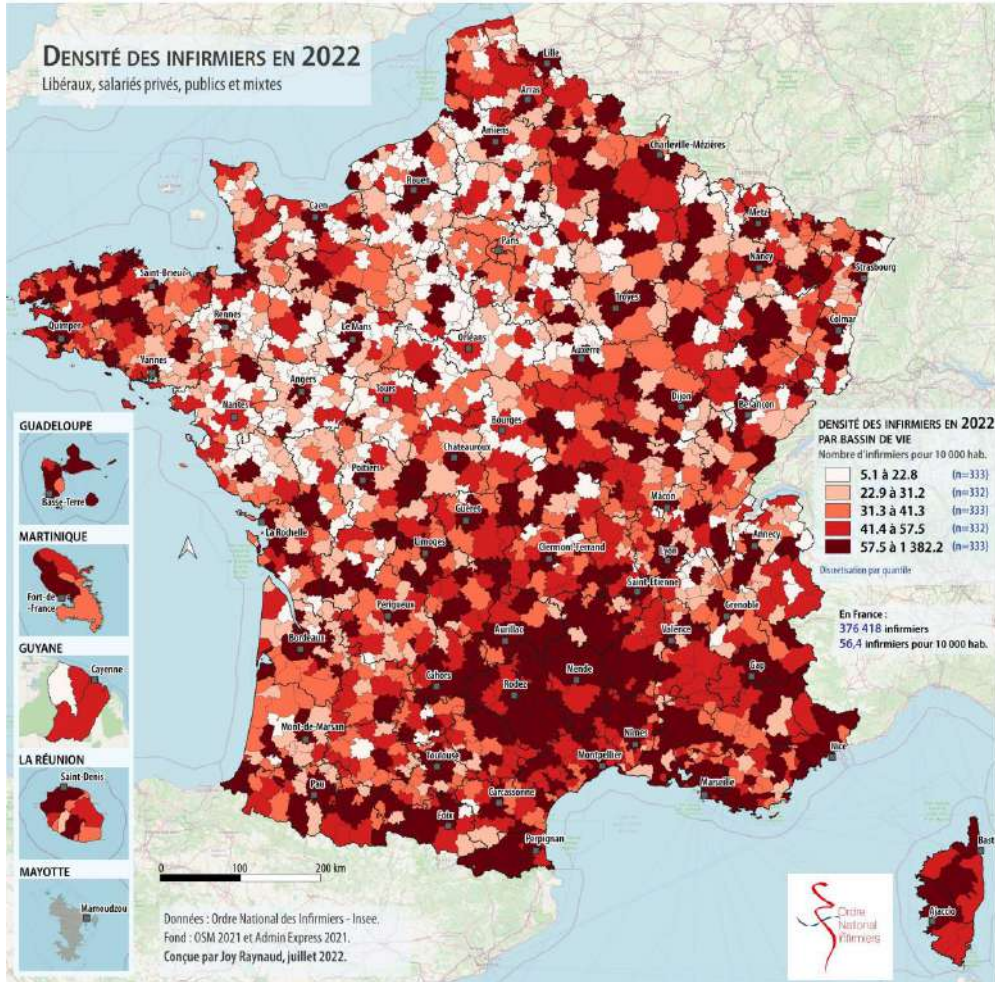 DENSITÉ DES INFIRMIERS EN 2022
Libéraux, salariés privés, publics et mixtes
Lille
Arras
Amiens
Charleville-Mézières
Rouen
Caen
Metz
Paris
Nancy
Strasbourg
Saint-Brieuc
Troyes
Rennes
Colmar
Quimper
Le Mans
Orléans
Auxerre
Vannes
Angers
Tours
Nantes
Dijon
Besançon
Bourges
Chateauroux
Poitiers
Mâcon
La Rochelle
Guéret
Annecy
Limoges
Clermont-Ferrand
Lyon
Saint-Etienne
Périgueux
Grenoble
Bordeaux
Aurillac
Valence
Mende
Gap
Cahors
Rodez
Mont-de-Marsan
Nîmes
Toulouse
Montpellier
Nice
Pau
Marseille
Carcassonne
Foix
Perpignan
Bast
Ajaccio
GUADELOUPE
Basse-Terre
MARTINIQUE
Fort-de
-France
GUYANE
Cayenne
LA RÉUNION
Saint-Denis
MAYOTTE
Mamoudzou
DENSITÉ DES INFIRMIERS EN 2022
PAR BASSIN DE VIE
Nombre d'infirmiers pour 10 000 hab.
5.1 à 22.8 (n=333)
22.9 à 31.2 (n=332)
31.3 à 41.3 (n=333)
41.4 à 57.5 (n=332)
57.5 à 1 382.2 (n=333)
Discrétisation par quantile
En France :
376 418 infirmiers
56,4 infirmiers pour 10 000 hab.
0 100 200 km
Données : Ordre National des Infirmiers - Insee.
Fond : OSM 2021 et Admin Express 2021.
Conçue par Joy Raynaud, juillet 2022.
Ordre
National
des
Infirmiers